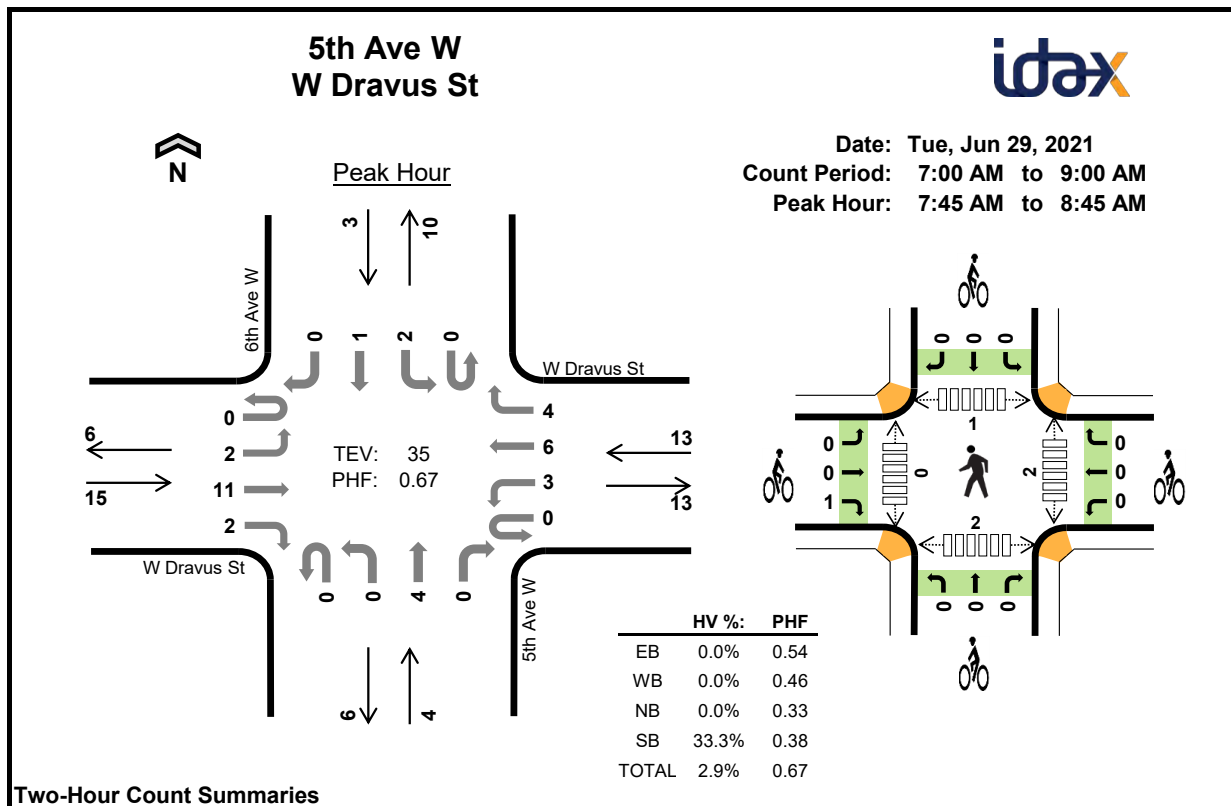 5th Ave W
W Dravus St
idax
Date: Tue, Jun 29, 2021
Count Period: 7:00 AM to 9:00 AM
Peak Hour: 7:45 AM to 8:45 AM
N
Peak Hour
3
10
6th Ave W
0 1 2 0
W Dravus St
0
2
11
2
6
15
TEV: 35
PHF: 0.67
4
6
3
0
13
13
W Dravus St
0 0 4 0
5th Ave W
6
4
0 0 0
1
0
0
1
0
2
0
0
0
2
0 0 0
HV %: PHF
EB 0.0% 0.54
WB 0.0% 0.46
NB 0.0% 0.33
SB 33.3% 0.38
TOTAL 2.9% 0.67
Two-Hour Count Summaries